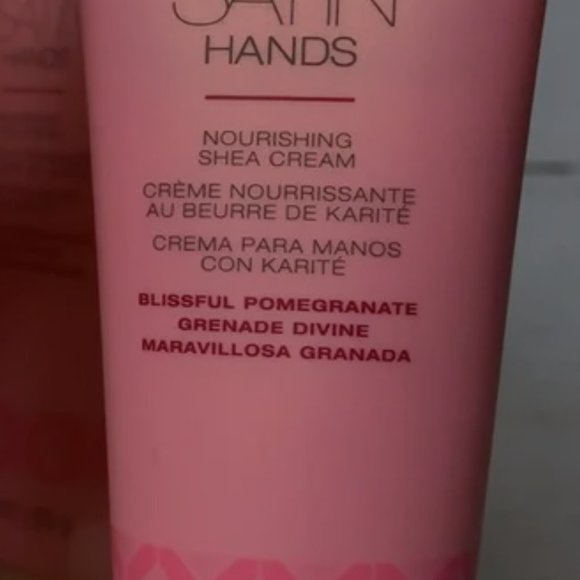 SATIN
HANDS
NOURISHING
SHEA CREAM
CRÈME NOURRISSANTE
AU BEURRE DE KARITÉ
CREMA PARA MANOS
CON KARITÉ
BLISSFUL POMEGRANATE
GRENADE DIVINE
MARAVILLOSA GRANADA